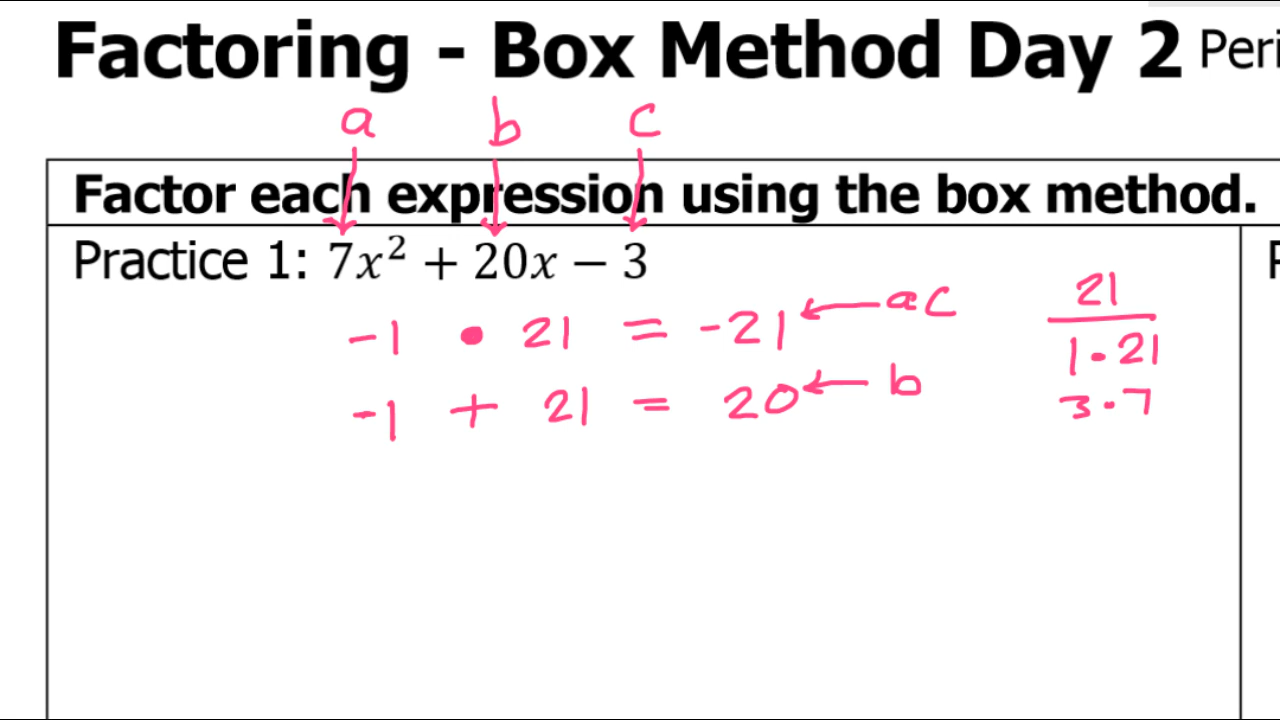 Factoring - Box Method Day 2 Peri
a b c
Factor each expression using the box method.
Practice 1: 7x² + 20x − 3
-1 • 21 = -21 ← ac
-1 + 21 = 20 ← b
21
1•21
3•7